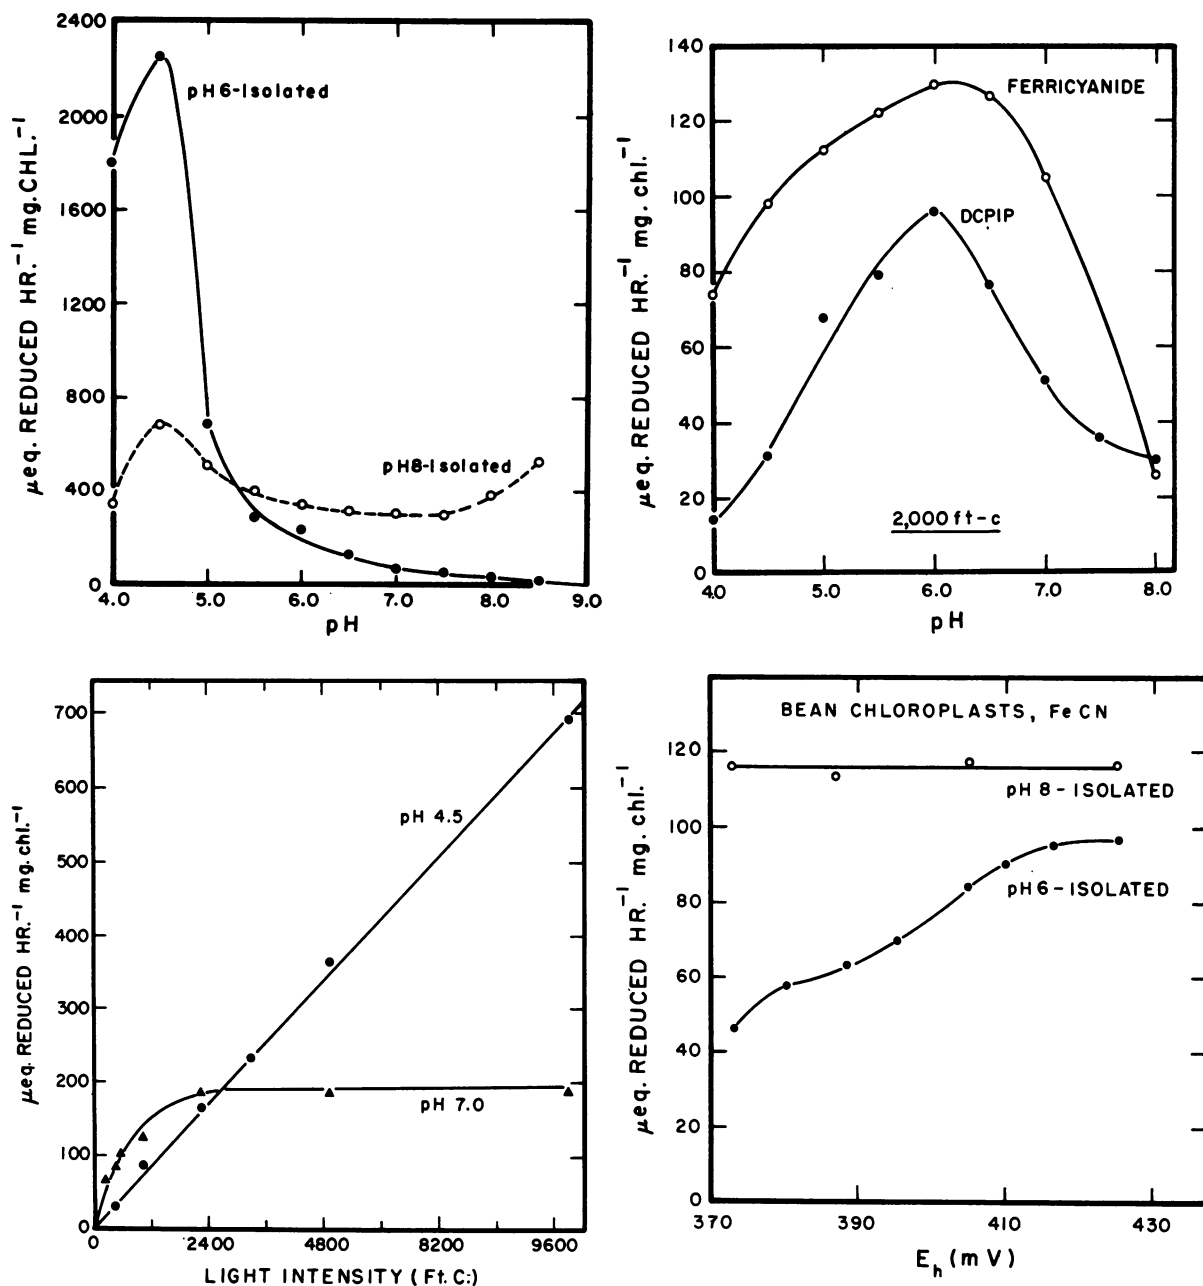 2400
2000
1600
1200
800
400
0
μeq. REDUCED HR.⁻¹ mg. CHL.⁻¹
pH6-Isolated
pH8-Isolated
4.0 5.0 6.0 7.0 8.0 9.0
pH
140
120
100
80
60
40
20
0
μeq. REDUCED HR.⁻¹ mg. chl.⁻¹
FERRICYANIDE
DCPIP
2,000 ft-c
4.0 5.0 6.0 7.0 8.0
pH
700
600
500
400
300
200
100
0
μeq. REDUCED HR.⁻¹ mg. chl.⁻¹
pH 4.5
pH 7.0
0 2400 4800 8200 9600
LIGHT INTENSITY (Ft. C.)
BEAN CHLOROPLASTS, FeCN
120
100
80
60
40
20
0
μeq. REDUCED HR.⁻¹ mg. chl.⁻¹
pH 8 - ISOLATED
pH 6 - ISOLATED
370 390 410 430
Eh (mV)